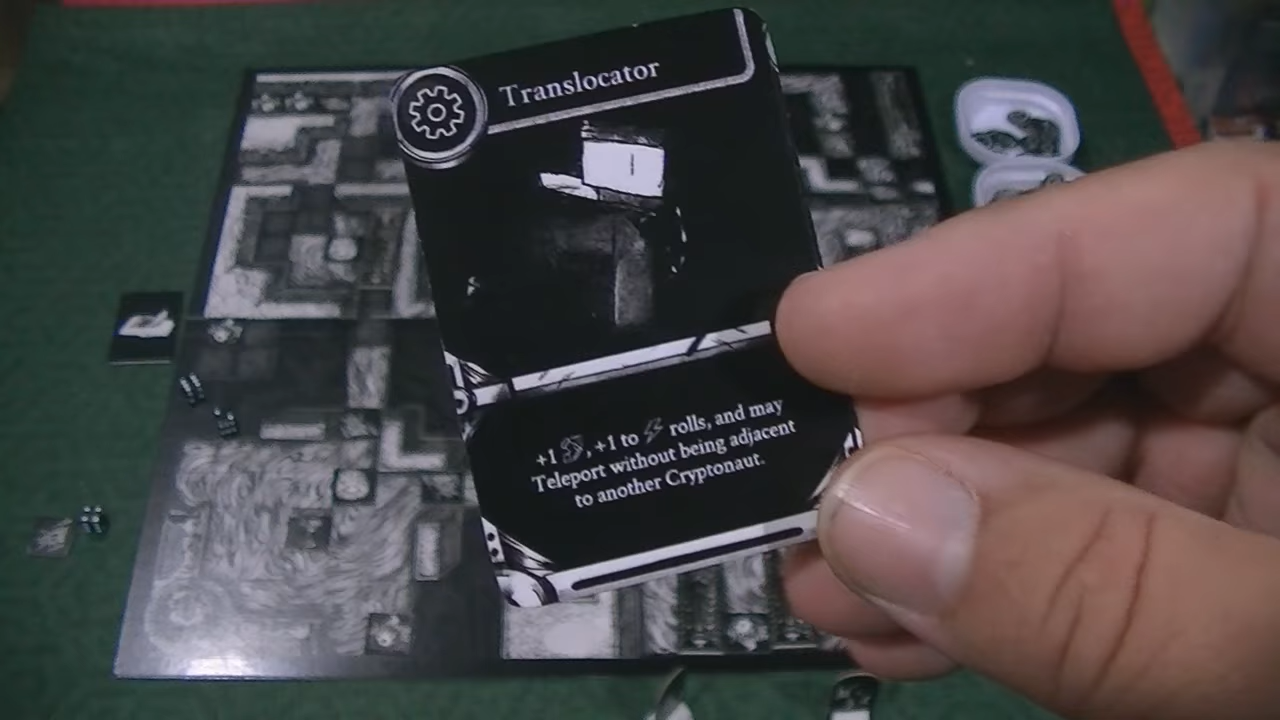 Translocator
+1 , +1 to rolls, and may
Teleport without being adjacent
to another Cryptonaut.